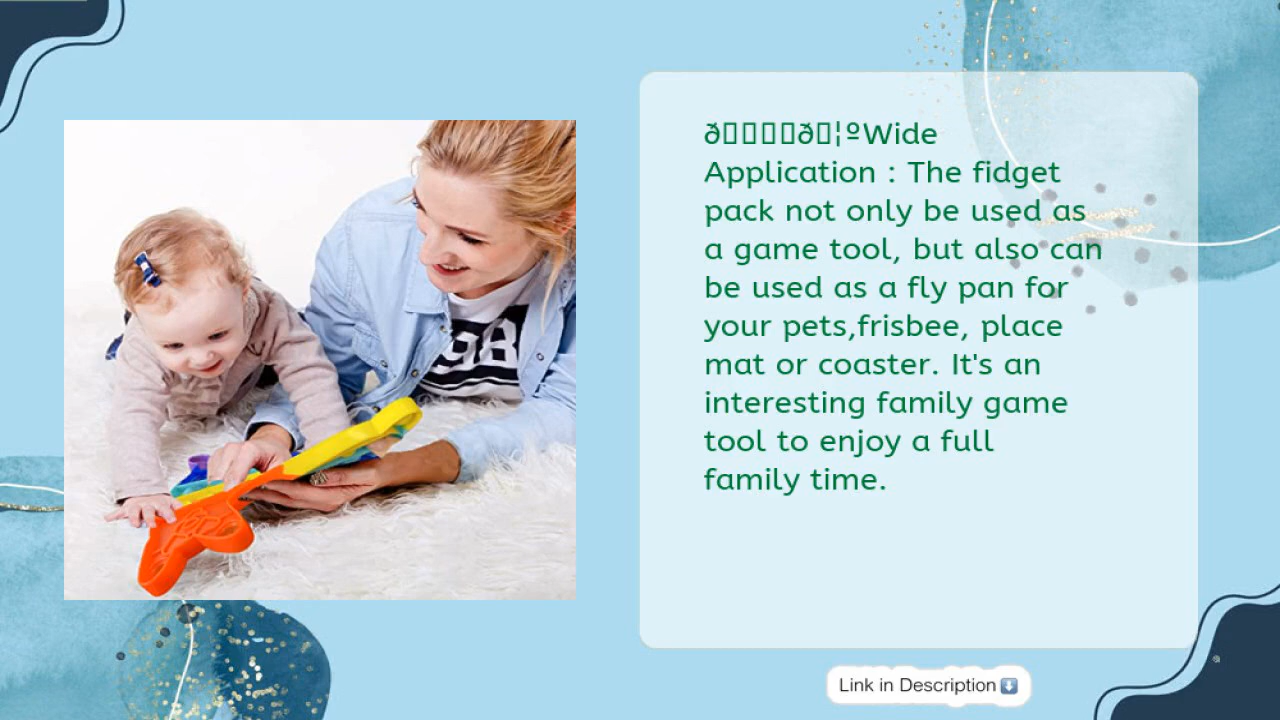 ð▯▯▯▯ð▯¦ºWide
Application : The fidget
pack not only be used as
a game tool, but also can
be used as a fly pan for
your pets,frisbee, place
mat or coaster. It's an
interesting family game
tool to enjoy a full
family time.
Link in Description⬇️